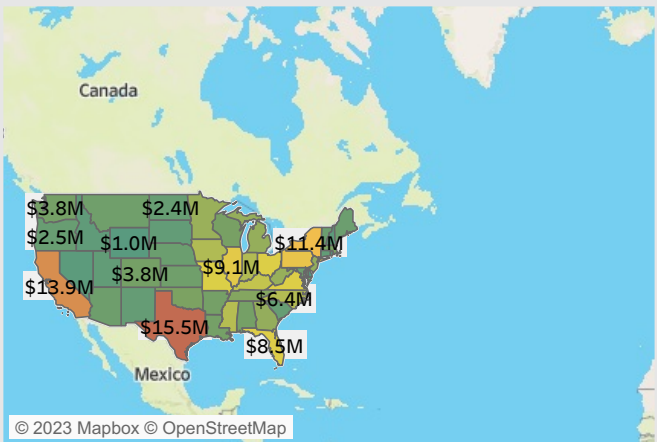 Canada
$3.8M
$2.4M
$2.5M
$1.0M
$11.4M
$3.8M
$9.1M
$13.9M
$6.4M
$15.5M
$8.5M
Mexico
© 2023 Mapbox © OpenStreetMap